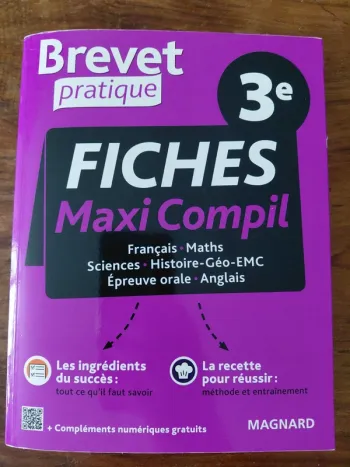 Brevet
pratique
3e
FICHES
Maxi Compil
Français • Maths
Sciences • Histoire-Géo-EMC
Épreuve orale • Anglais
Les ingrédients
du succès :
tout ce qu'il faut savoir
La recette
pour réussir :
méthode et entraînement
+ Compléments numériques gratuits
MAGNARD